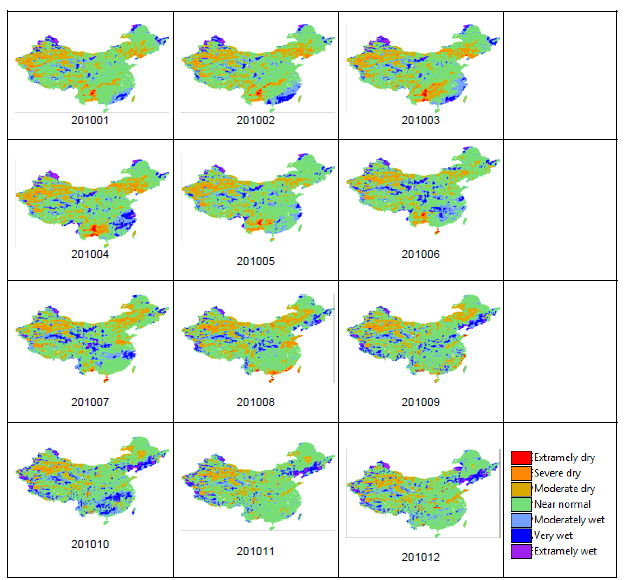 201001
201002
201003
201004
201005
201006
201007
201008
201009
201010
201011
201012
Extramely dry
Severe dry
Moderate dry
Near normal
Moderately wet
Very wet
Extremely wet